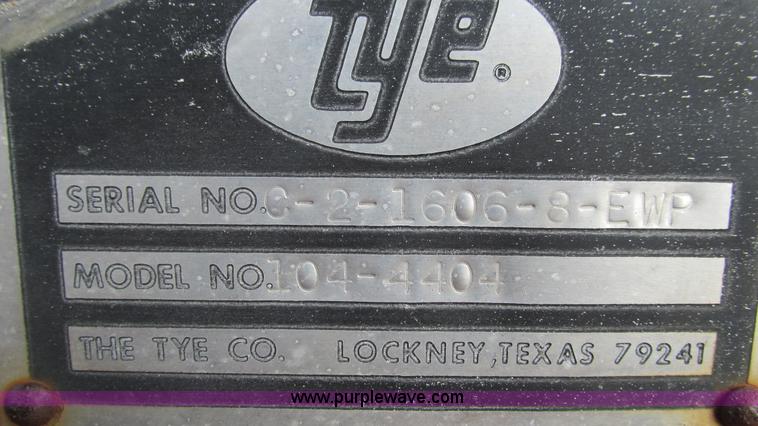 Tye®
SERIAL NO. C-2-1606-8-EWP
MODEL NO. 104-4404
THE TYE CO. LOCKNEY, TEXAS 79241
www.purplewave.com